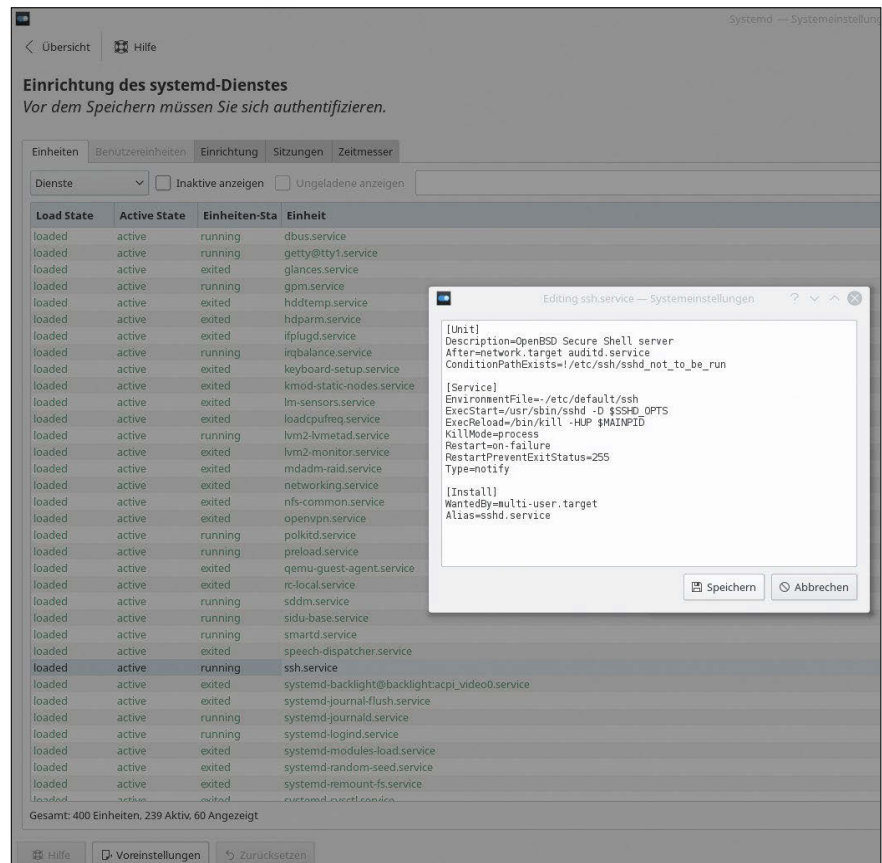 Systemd — Systemeinstellung
Übersicht Hilfe
Einrichtung des systemd-Dienstes
Vor dem Speichern müssen Sie sich authentifizieren.
Einheiten Benutzereinheiten Einrichtung Sitzungen Zeitmesser
Dienste Inaktive anzeigen Ungeladene anzeigen
Load State Active State Einheiten-Sta Einheit
loaded active running dbus.service
loaded active running getty@tty1.service
loaded active exited glances.service
loaded active running gpm.service
loaded active exited hddtemp.service
loaded active exited hdparm.service
loaded active exited ifplugd.service
loaded active running irqbalance.service
loaded active exited keyboard-setup.service
loaded active exited kmod-static-nodes.service
loaded active exited lm-sensors.service
loaded active exited loadcpufreq.service
loaded active running lvm2-lvmetad.service
loaded active exited lvm2-monitor.service
loaded active exited mdadm-raid.service
loaded active exited networking.service
loaded active exited nfs-common.service
loaded active exited openvpn.service
loaded active running polkitd.service
loaded active running preload.service
loaded active exited qemu-guest-agent.service
loaded active exited rc-local.service
loaded active running sddm.service
loaded active running sidu-base.service
loaded active running smartd.service
loaded active exited speech-dispatcher.service
loaded active running ssh.service
loaded active exited systemd-backlight@backlight:acpi_video0.service
loaded active exited systemd-journal-flush.service
loaded active running systemd-journald.service
loaded active running systemd-logind.service
loaded active exited systemd-modules-load.service
loaded active exited systemd-random-seed.service
loaded active exited systemd-remount-fs.service
loaded active exited systemd-sysctl.service
Gesamt: 400 Einheiten, 239 Aktiv, 60 Angezeigt
Hilfe Voreinstellungen Zurücksetzen
Editing ssh.service — Systemeinstellungen
[Unit]
Description=OpenBSD Secure Shell server
After=network.target auditd.service
ConditionPathExists=!/etc/ssh/sshd_not_to_be_run
[Service]
EnvironmentFile=-/etc/default/ssh
ExecStart=/usr/sbin/sshd -D $SSHD_OPTS
ExecReload=/bin/kill -HUP $MAINPID
KillMode=process
Restart=on-failure
RestartPreventExitStatus=255
Type=notify
[Install]
WantedBy=multi-user.target
Alias=sshd.service
Speichern Abbrechen